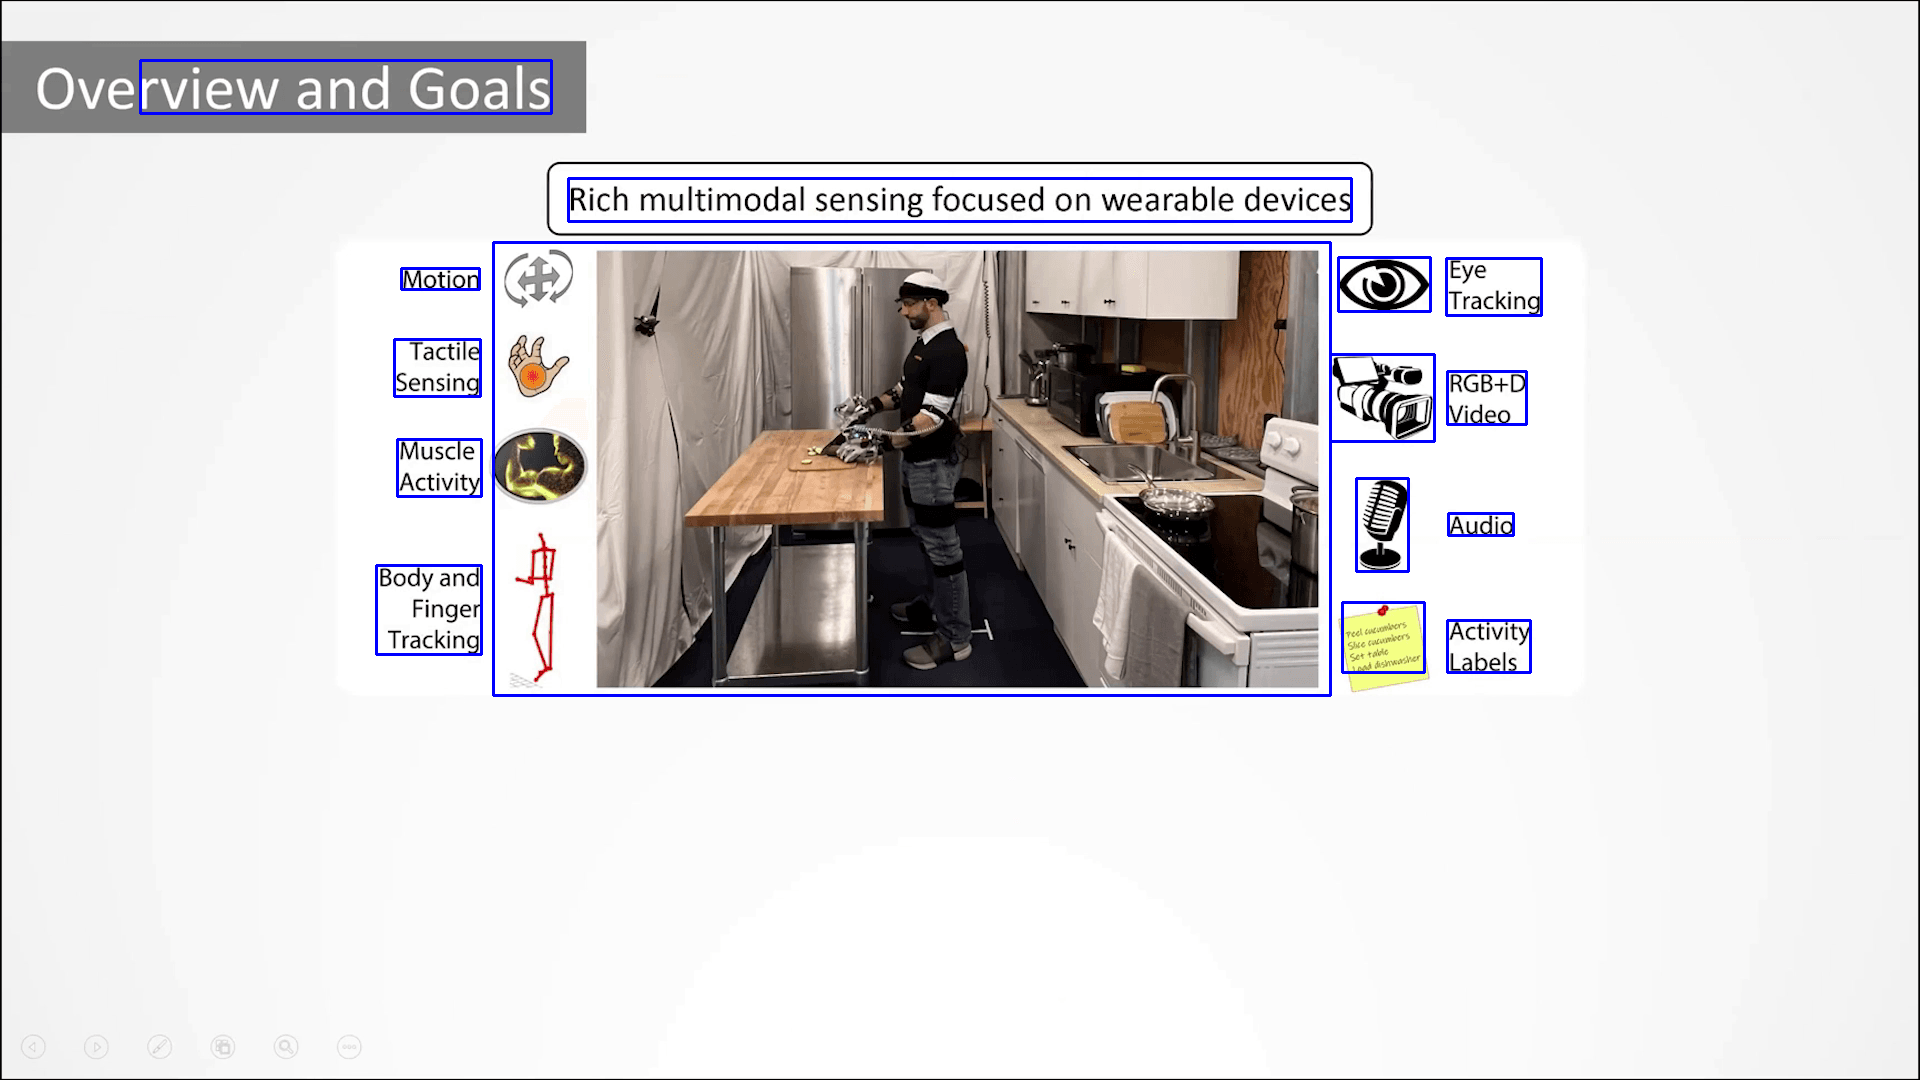 Overview and Goals
Rich multimodal sensing focused on wearable devices
Motion
Tactile
Sensing
Muscle
Activity
Body and
Finger
Tracking
Eye
Tracking
RGB+D
Video
Audio
Peel cucumbers
Slice cucumbers
Set table
Load dishwasher
Activity
Labels